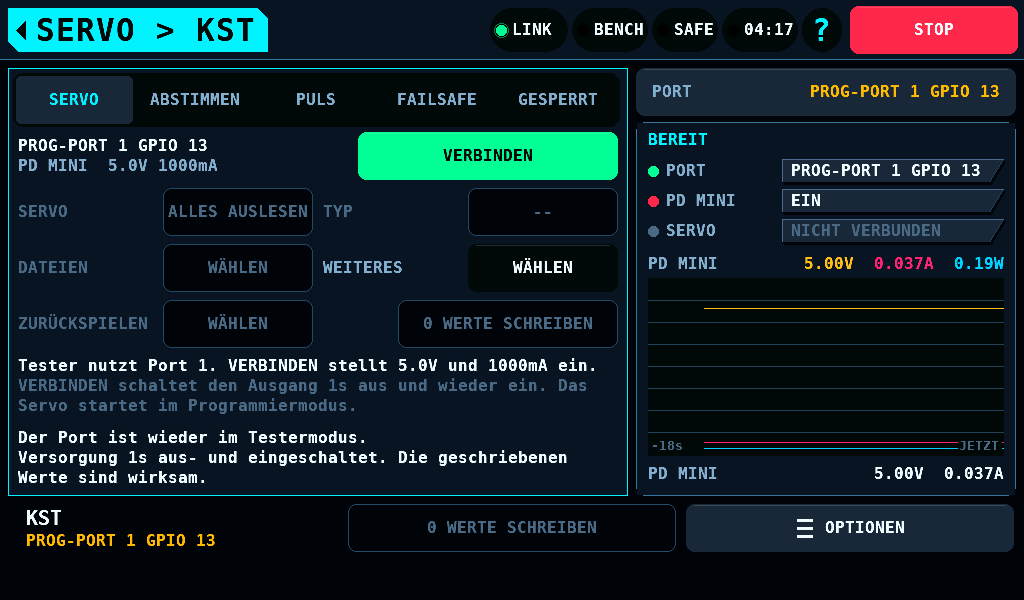 SERVO > KST
LINK
BENCH
SAFE
04:17
?
STOP
SERVO
ABSTIMMEN
PULS
FAILSAFE
GESPERRT
PROG-PORT 1 GPIO 13
PD MINI 5.0V 1000mA
VERBINDEN
SERVO
ALLES AUSLESEN
TYP
--
DATEIEN
WÄHLEN
WEITERES
WÄHLEN
ZURÜCKSPIELEN
WÄHLEN
0 WERTE SCHREIBEN
Tester nutzt Port 1. VERBINDEN stellt 5.0V und 1000mA ein.
VERBINDEN schaltet den Ausgang 1s aus und wieder ein. Das
Servo startet im Programmiermodus.
Der Port ist wieder im Testermodus.
Versorgung 1s aus- und eingeschaltet. Die geschriebenen
Werte sind wirksam.
PORT
PROG-PORT 1 GPIO 13
BEREIT
PORT
PROG-PORT 1 GPIO 13
PD MINI
EIN
SERVO
NICHT VERBUNDEN
PD MINI 5.00V 0.037A 0.19W
-18s
JETZT
PD MINI 5.00V 0.037A
KST
PROG-PORT 1 GPIO 13
0 WERTE SCHREIBEN
OPTIONEN